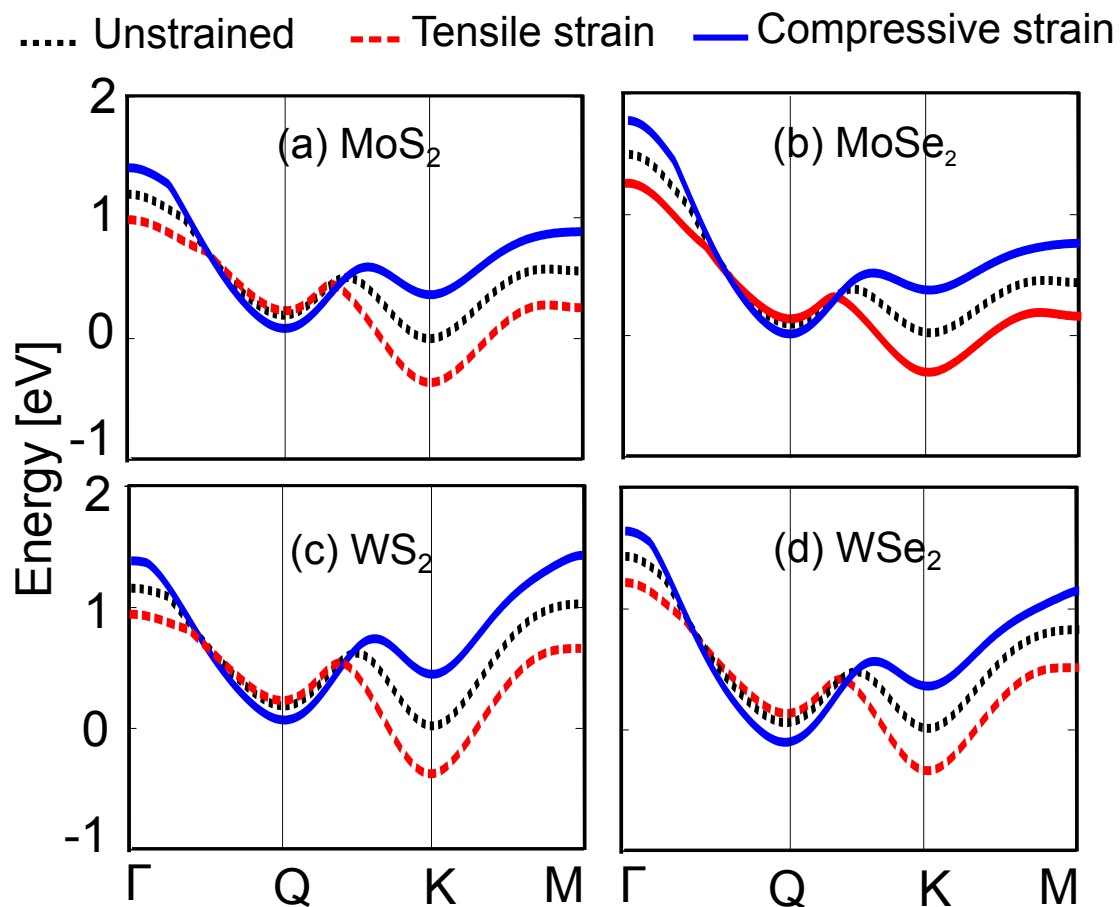 Unstrained Tensile strain Compressive strain
2
(a) MoS₂ (b) MoSe₂
1
0
-1
Energy [eV]
2
(c) WS₂ (d) WSe₂
1
0
-1
Γ Q K M Γ Q K M